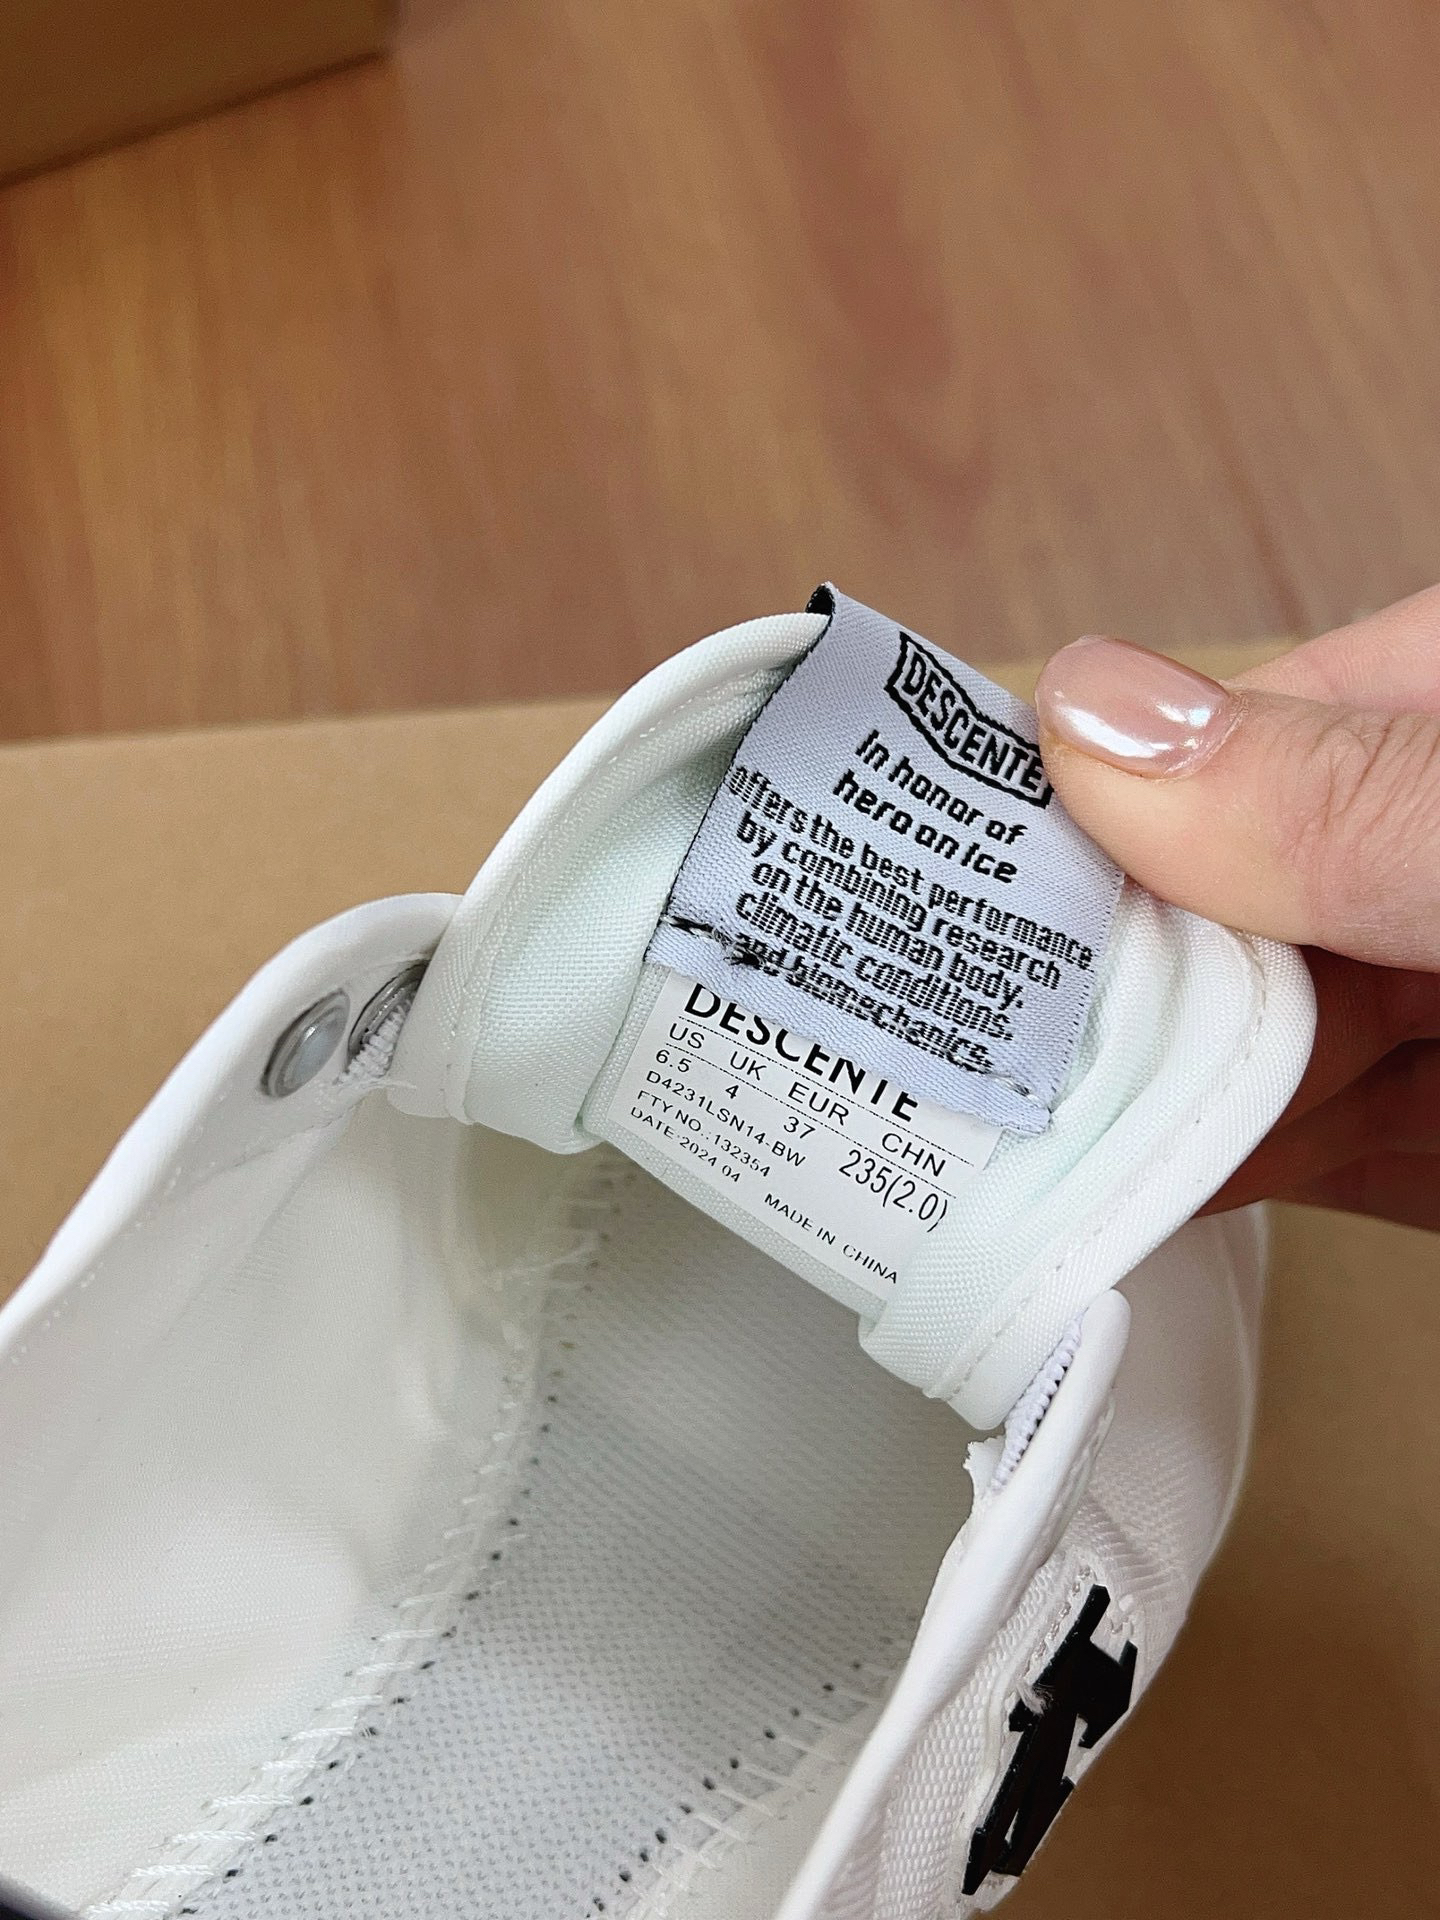 DESCENTE
In honor of
hero on Ice
offers the best performance
by combining research
on the human body,
climatic conditions,
and biomechanics.
DESCENTE
US UK EUR CHN
6.5 4 37 235(2.0)
D4231LSN14-BW
FTY NO.:132354
DATE:2024 04
MADE IN CHINA